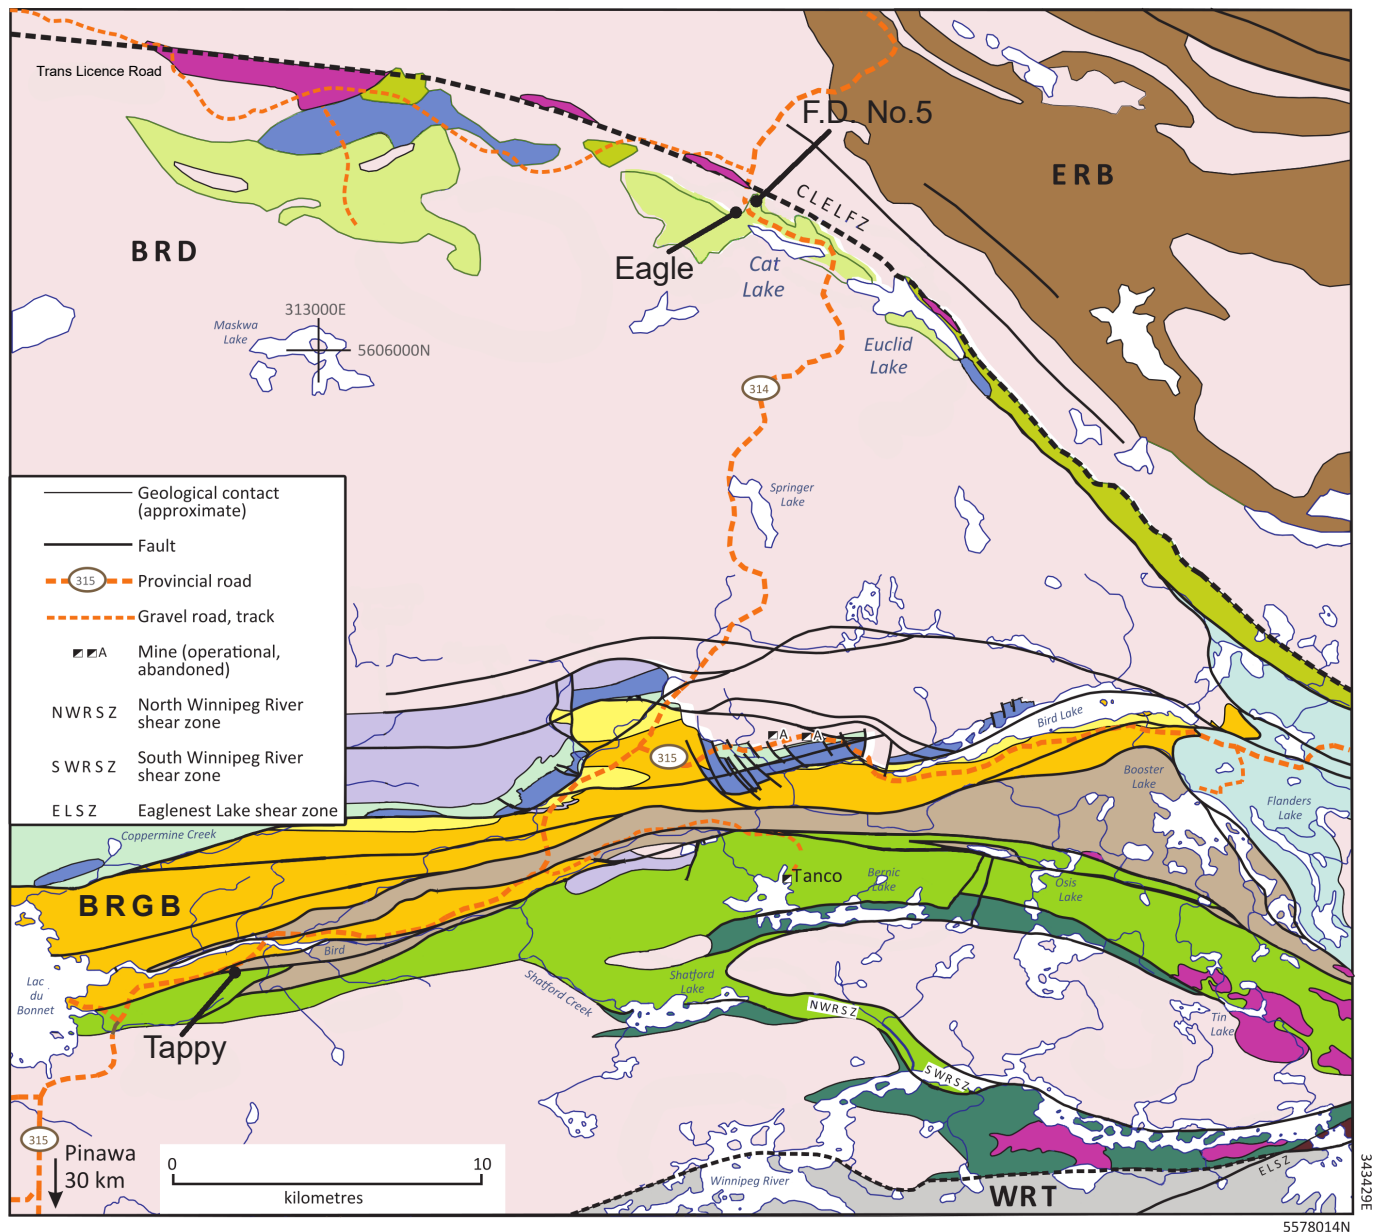 Trans Licence Road
F.D. No.5
ERB
CLELFZ
BRD
Eagle
Cat
Lake
313000E
Maskwa
Lake
5606000N
Euclid
Lake
314
Springer
Lake
Geological contact
(approximate)
Fault
315
Provincial road
Gravel road, track
A
Mine (operational,
abandoned)
NWRSZ
North Winnipeg River
shear zone
SWRSZ
South Winnipeg River
shear zone
ELSZ
Eaglenest Lake shear zone
Bird Lake
A
A
315
Booster
Lake
Flanders
Lake
Coppermine Creek
Tanco
Bernic
Lake
Osis
Lake
BRGB
Bird
Lac
du
Bonnet
Shatford Creek
Shatford
Lake
NWRSZ
Tin
Lake
Tappy
SWRSZ
315
Pinawa
30 km
0
10
kilometres
Winnipeg River
WRT
ELSZ
343429E
5578014N